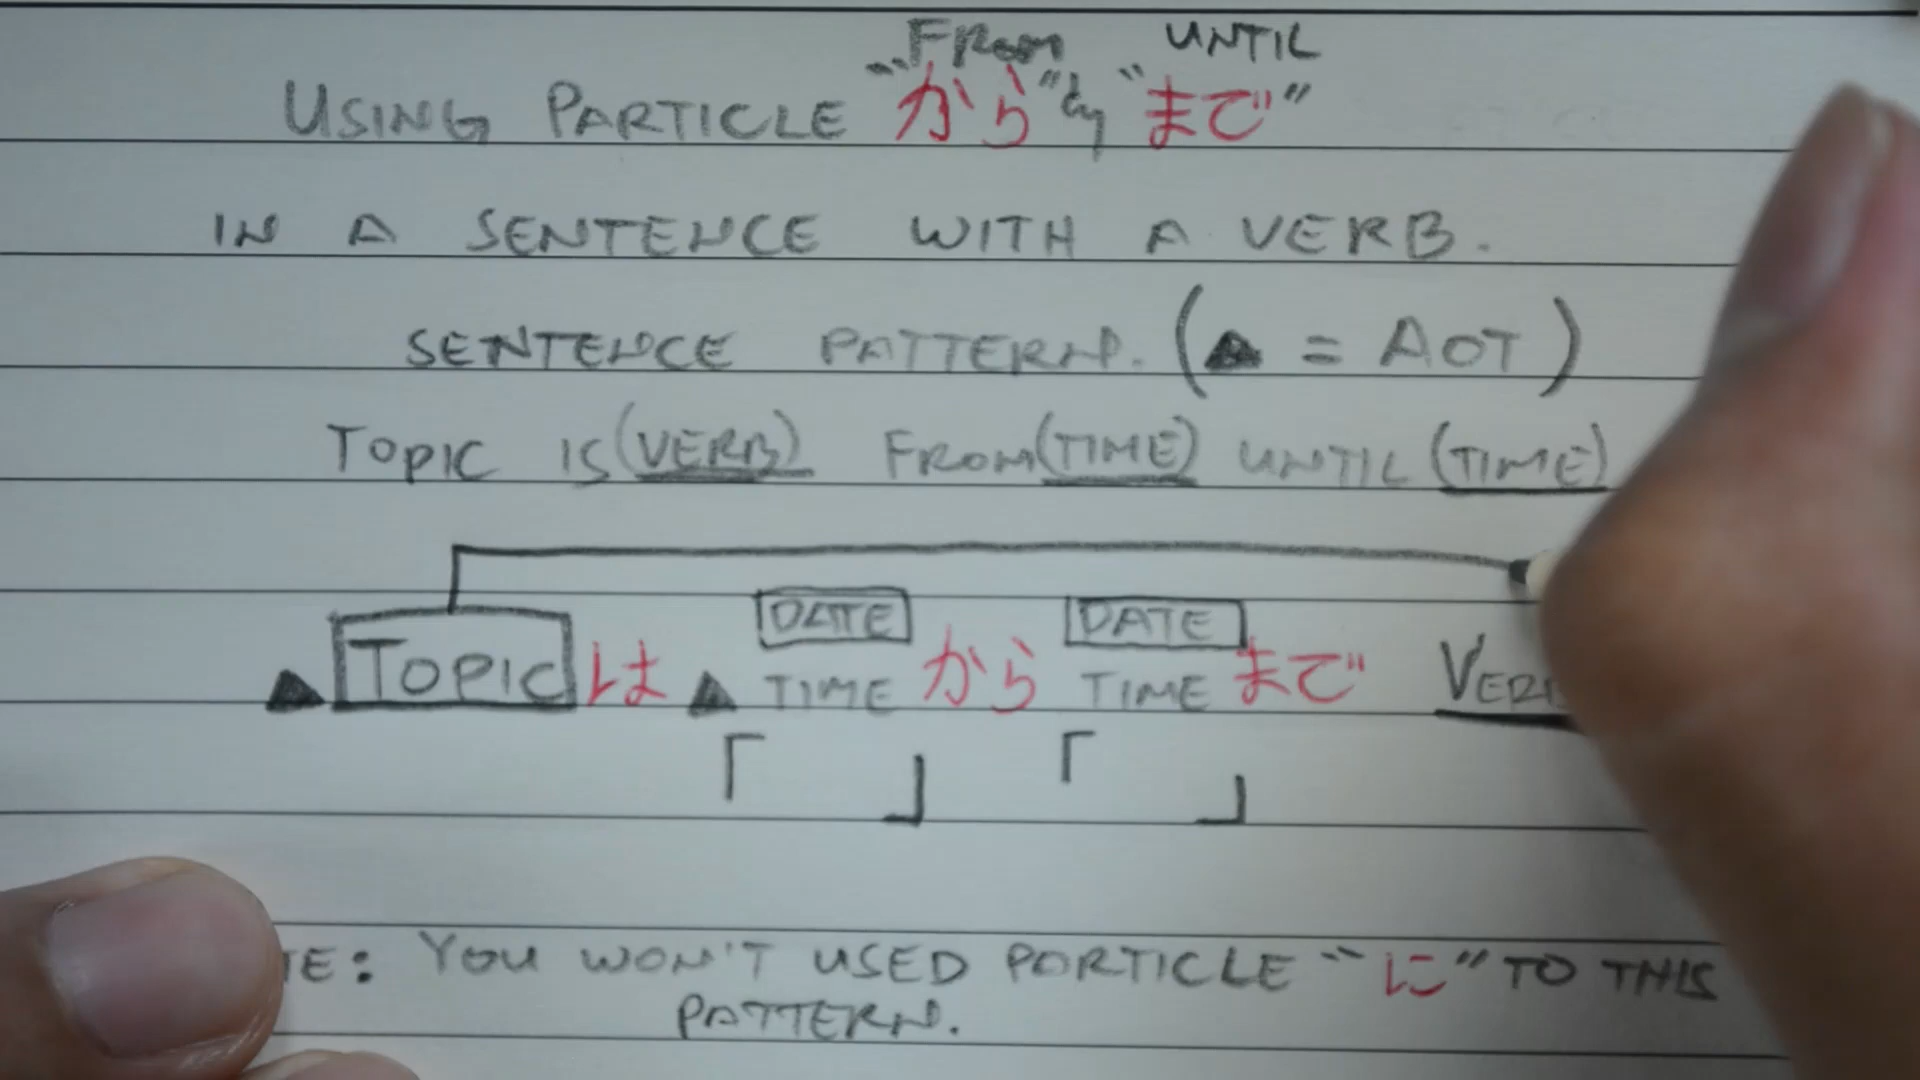 FROM UNTIL
USING PARTICLE "から" & "まで"
IN A SENTENCE WITH A VERB.
SENTENCE PATTERN. (▲ = AOT)
TOPIC IS (VERB) FROM (TIME) UNTIL (TIME)
DATE DATE
▲ TOPIC は ▲ TIME から TIME まで
「 」 「 」
: YOU WON'T USED PARTICLE "に" TO THIS
PATTERN.